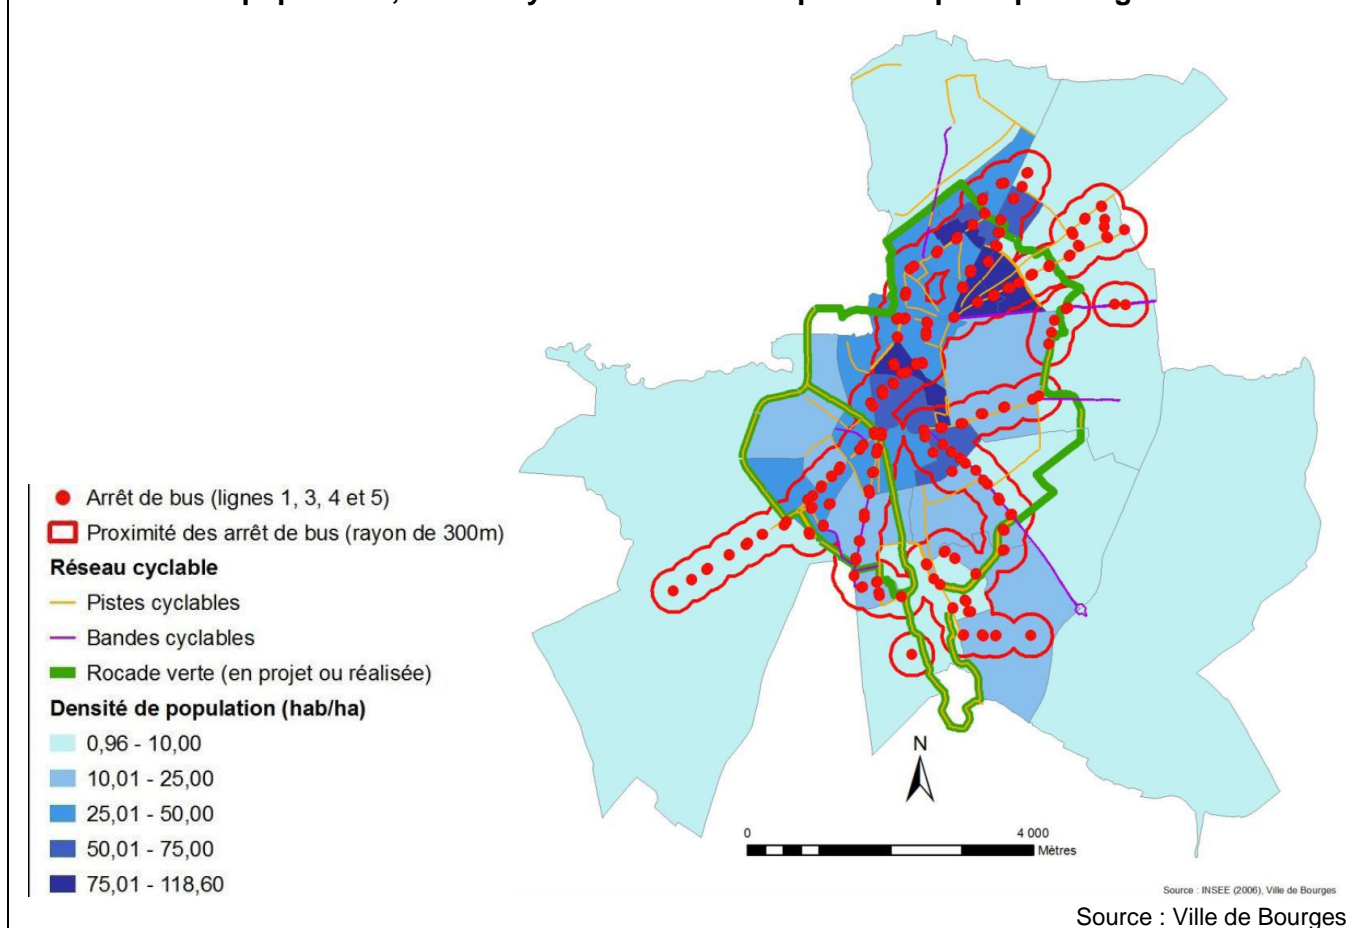 Arrêt de bus (lignes 1, 3, 4 et 5)
Proximité des arrêt de bus (rayon de 300m)
Réseau cyclable
Pistes cyclables
Bandes cyclables
Rocade verte (en projet ou réalisée)
Densité de population (hab/ha)
0,96 - 10,00
10,01 - 25,00
25,01 - 50,00
50,01 - 75,00
75,01 - 118,60
N
0 4 000
Mètres
Source : INSEE (2006), Ville de Bourges
Source : Ville de Bourges